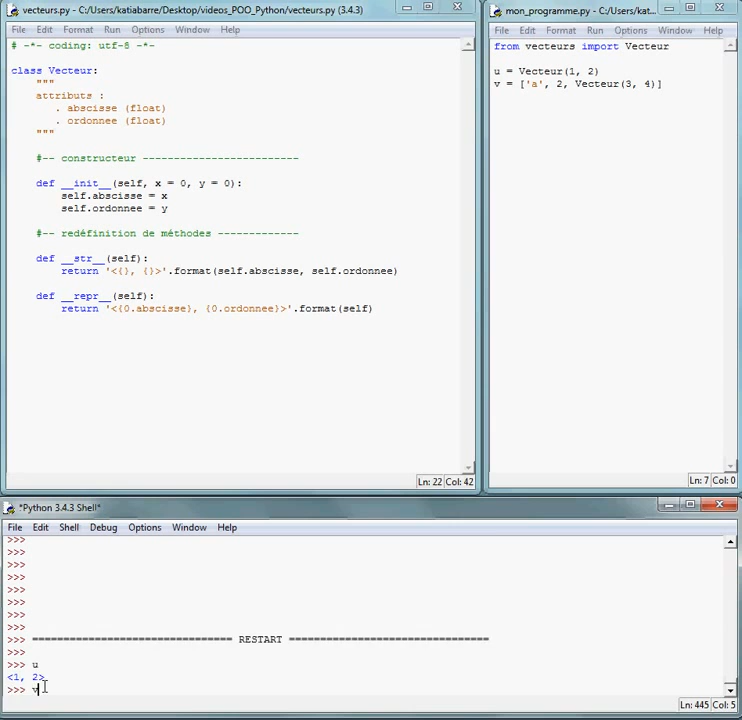 vecteurs.py - C:/Users/katiabarre/Desktop/videos_POO_Python/vecteurs.py (3.4.3)
File Edit Format Run Options Window Help
# -*- coding: utf-8 -*-
class Vecteur:
"""
attributs :
. abscisse (float)
. ordonnee (float)
"""
#-- constructeur -------------------------
def __init__(self, x = 0, y = 0):
self.abscisse = x
self.ordonnee = y
#-- redéfinition de méthodes -------------
def __str__(self):
return '<{}, {}>'.format(self.abscisse, self.ordonnee)
def __repr__(self):
return '<{0.abscisse}, {0.ordonnee}>'.format(self)
Ln: 22 Col: 42
mon_programme.py - C:/Users/kat...
File Edit Format Run Options Window Help
from vecteurs import Vecteur
u = Vecteur(1, 2)
v = ['a', 2, Vecteur(3, 4)]
Ln: 7 Col: 0
*Python 3.4.3 Shell*
File Edit Shell Debug Options Window Help
>>>
>>>
>>>
>>>
>>>
>>>
>>>
>>>
>>> ================================ RESTART ================================
>>>
>>> u
<1, 2>
>>> v
Ln: 445 Col: 5